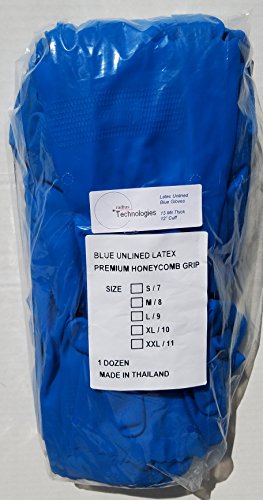 radius
Technologies
Latex Unlined
Blue Gloves
15 Mil Thick
12" Cuff
BLUE UNLINED LATEX
PREMIUM HONEYCOMB GRIP
SIZE
S / 7
M / 8
L / 9
XL / 10
XXL / 11
1 DOZEN
MADE IN THAILAND